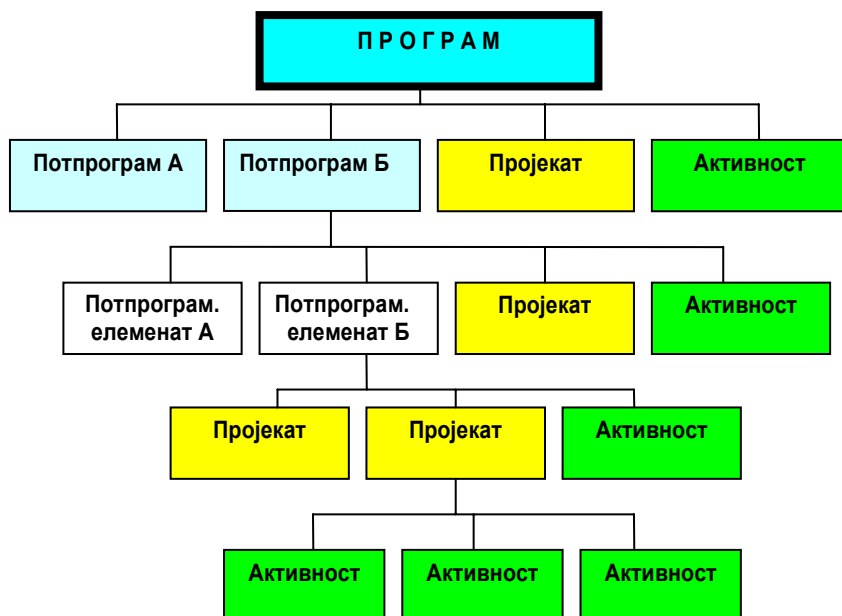 П Р О Г Р А М
Потпрограм А
Потпрограм Б
Пројекат
Активност
Потпрограм.
елеменат А
Потпрограм.
елеменат Б
Пројекат
Активност
Пројекат
Пројекат
Активност
Активност
Активност
Активност